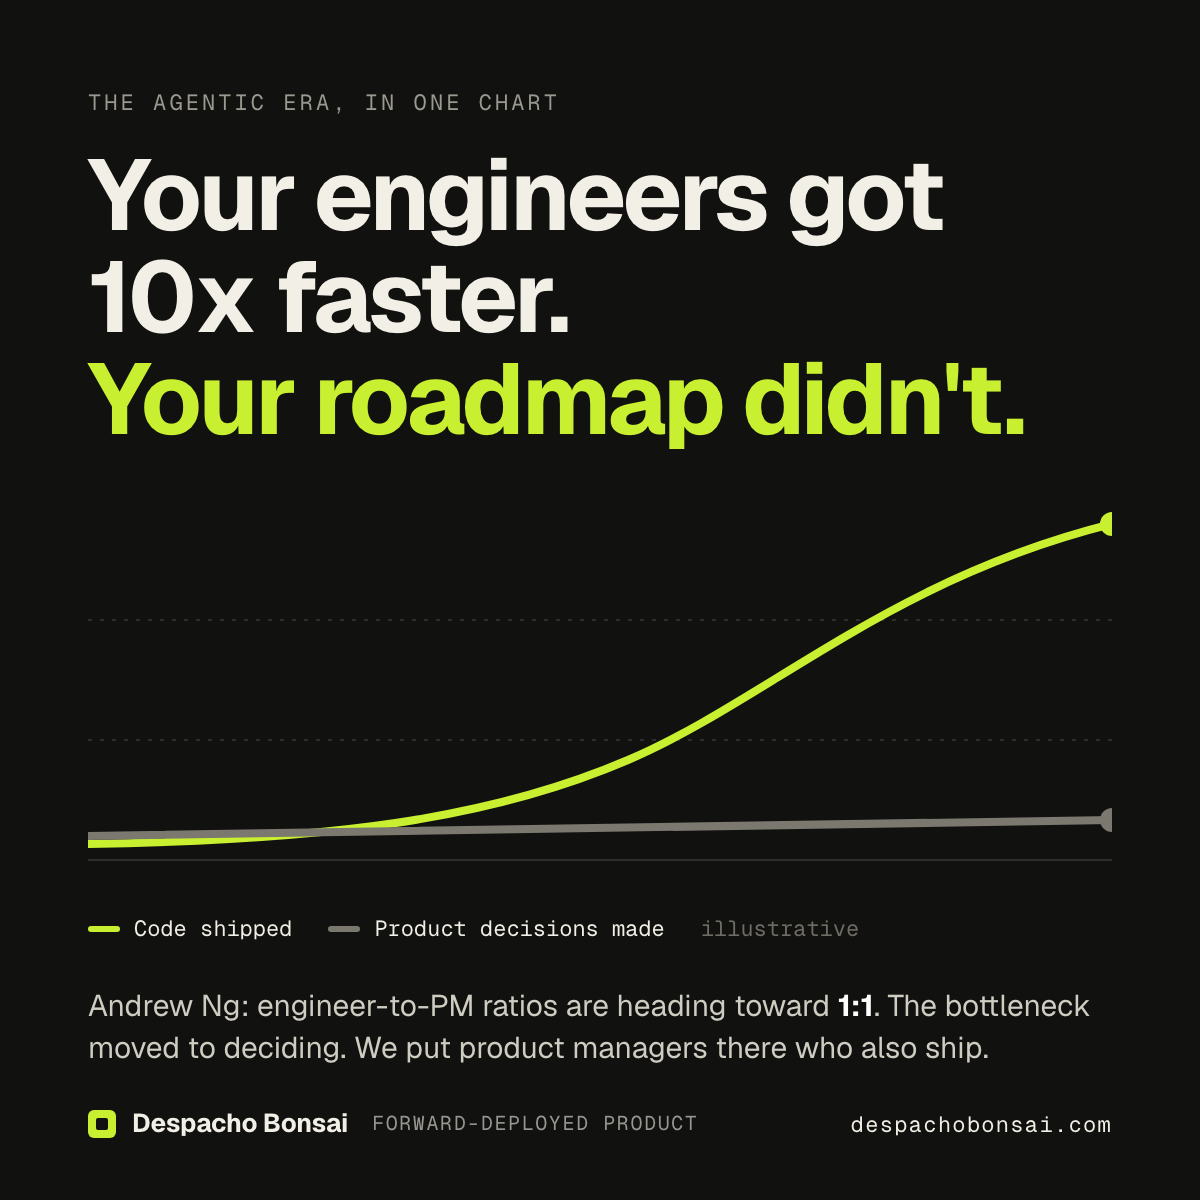 THE AGENTIC ERA, IN ONE CHART
Your engineers got
10x faster.
Your roadmap didn't.
Code shipped
Product decisions made
illustrative
Andrew Ng: engineer-to-PM ratios are heading toward 1:1. The bottleneck
moved to deciding. We put product managers there who also ship.
Despacho Bonsai
FORWARD-DEPLOYED PRODUCT
despachobonsai.com